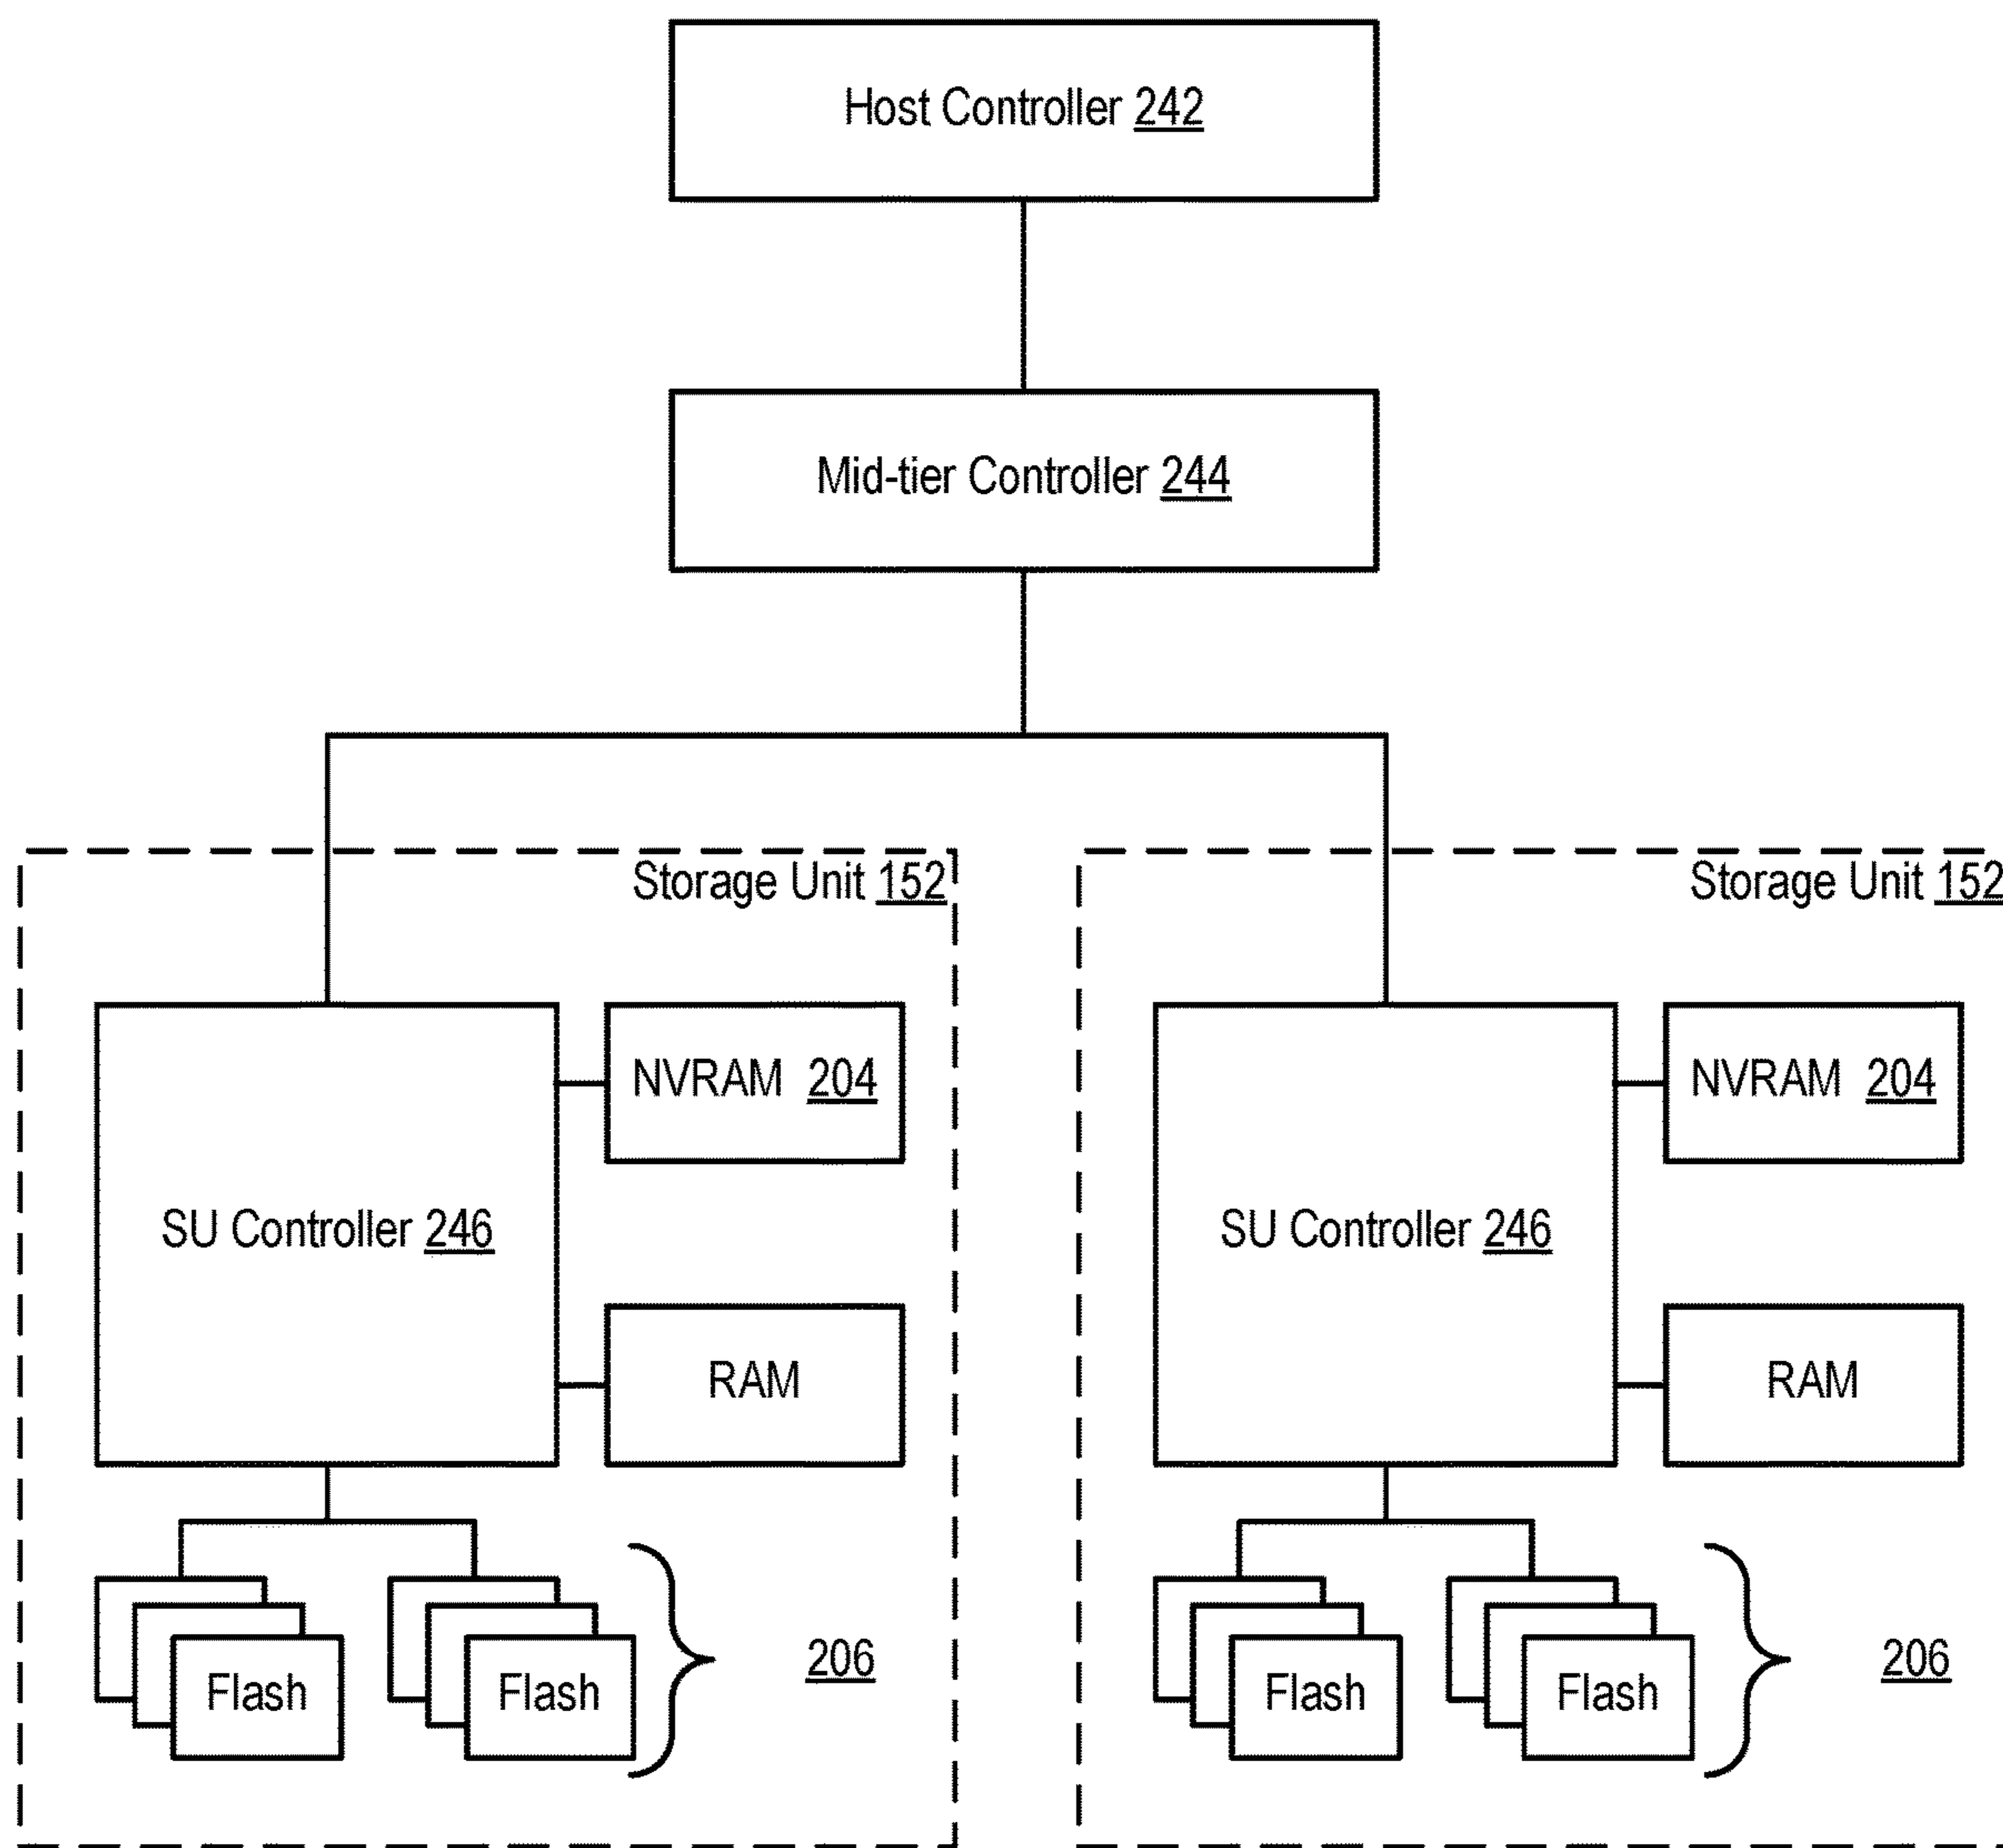 Host Controller 242
Mid-tier Controller 244
Storage Unit 152
Storage Unit 152
NVRAM 204
NVRAM 204
SU Controller 246
SU Controller 246
RAM
RAM
206
206
Flash
Flash
Flash
Flash